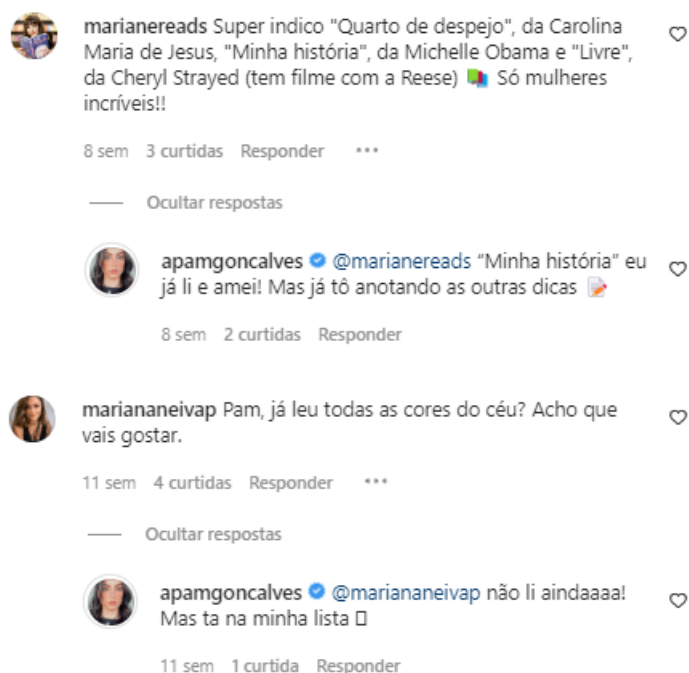 marianereads Super indico "Quarto de despejo", da Carolina
Maria de Jesus, "Minha história", da Michelle Obama e "Livre",
da Cheryl Strayed (tem filme com a Reese) 📚 Só mulheres
incríveis!!
8 sem 3 curtidas Responder ···
Ocultar respostas
apamgoncalves @marianereads “Minha história” eu
já li e amei! Mas já tô anotando as outras dicas 📝
8 sem 2 curtidas Responder
mariananeivap Pam, já leu todas as cores do céu? Acho que
vais gostar.
11 sem 4 curtidas Responder ···
Ocultar respostas
apamgoncalves @mariananeivap não li aindaaaa!
Mas ta na minha lista ▯
11 sem 1 curtida Responder